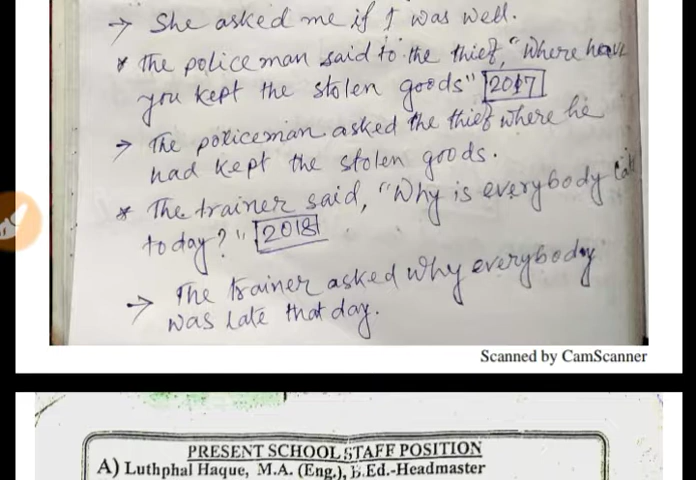 → She asked me if I was well.
* The policeman said to the thief, "Where have
you kept the stolen goods" 2017
→ The policeman asked the thief where he
had kept the stolen goods.
* The trainer said, "Why is everybody late
today?" 2018
→ The trainer asked why everybody
was late that day.
Scanned by CamScanner
PRESENT SCHOOL STAFF POSITION
A) Luthphal Haque, M.A. (Eng.), B.Ed.-Headmaster